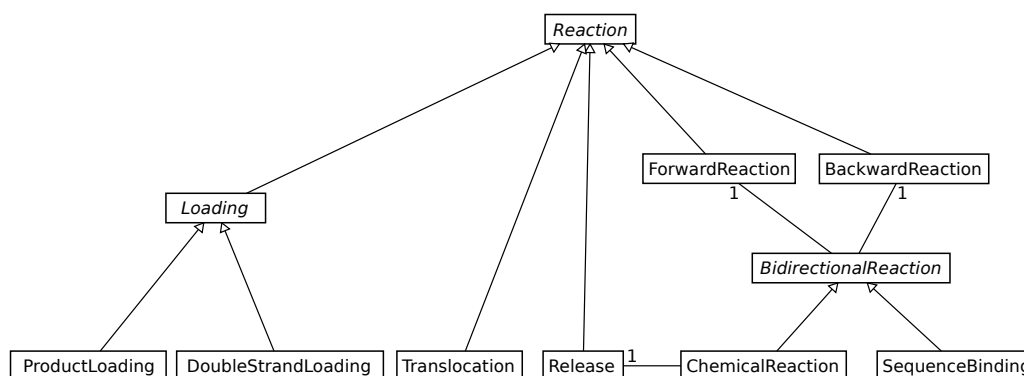 Reaction
ForwardReaction
BackwardReaction
1
1
Loading
BidirectionalReaction
ProductLoading
DoubleStrandLoading
Translocation
Release
1
ChemicalReaction
SequenceBinding